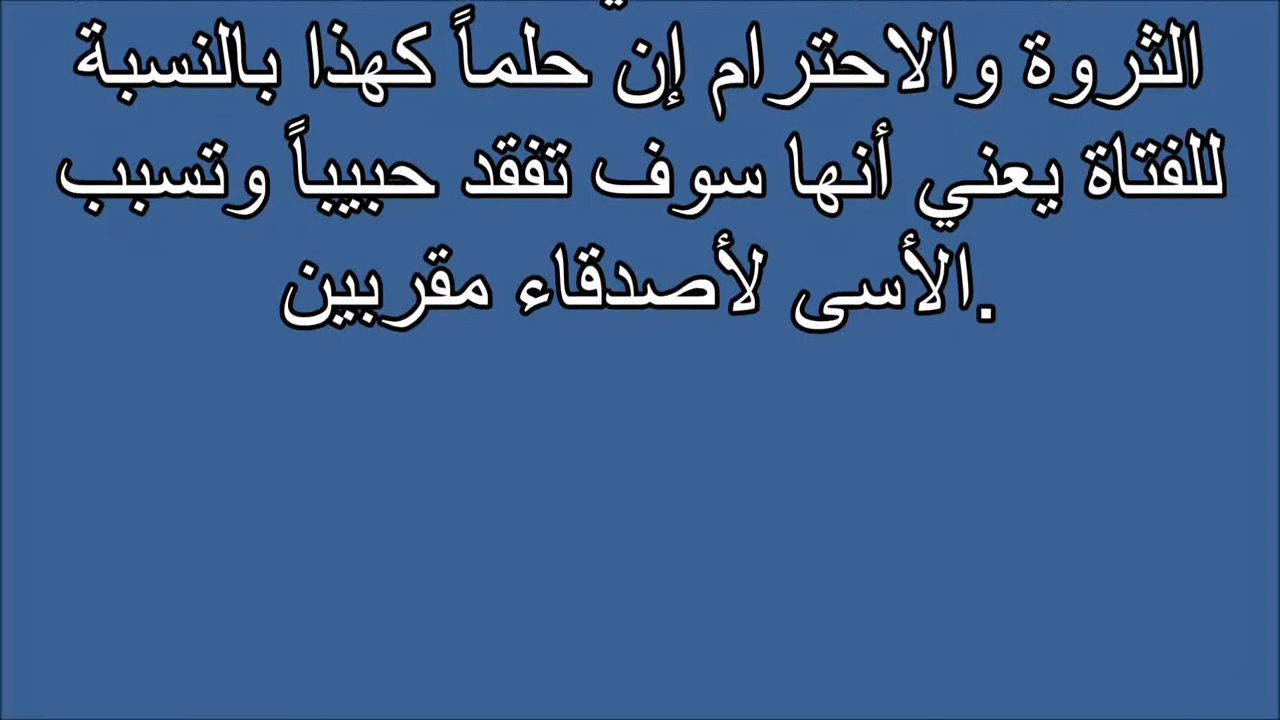 الثروة والاحترام إن حلماً كهذا بالنسبة
للفتاة يعني أنها سوف تفقد حبيباً وتسبب
الأسى لأصدقاء مقربين.